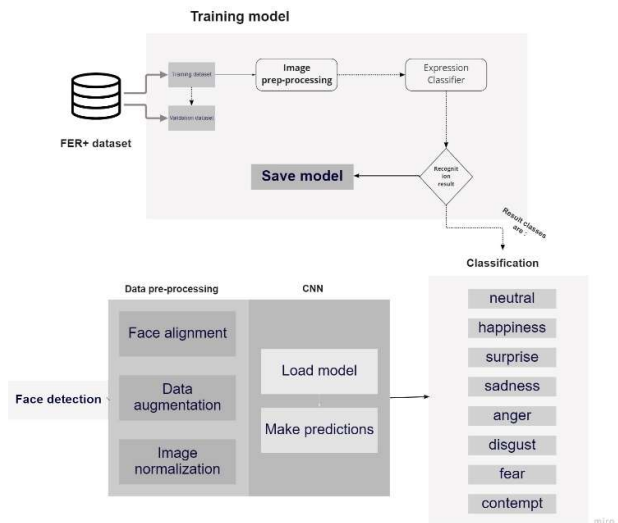 Training model
FER+ dataset
Training dataset
Validation dataset
Image
prep-processing
Expression
Classifier
Recognit
ion
result
Save model
Result classes
are :
Classification
neutral
happiness
surprise
sadness
anger
disgust
fear
contempt
Data pre-processing
CNN
Face detection
Face alignment
Data
augmentation
Image
normalization
Load model
Make predictions
miro